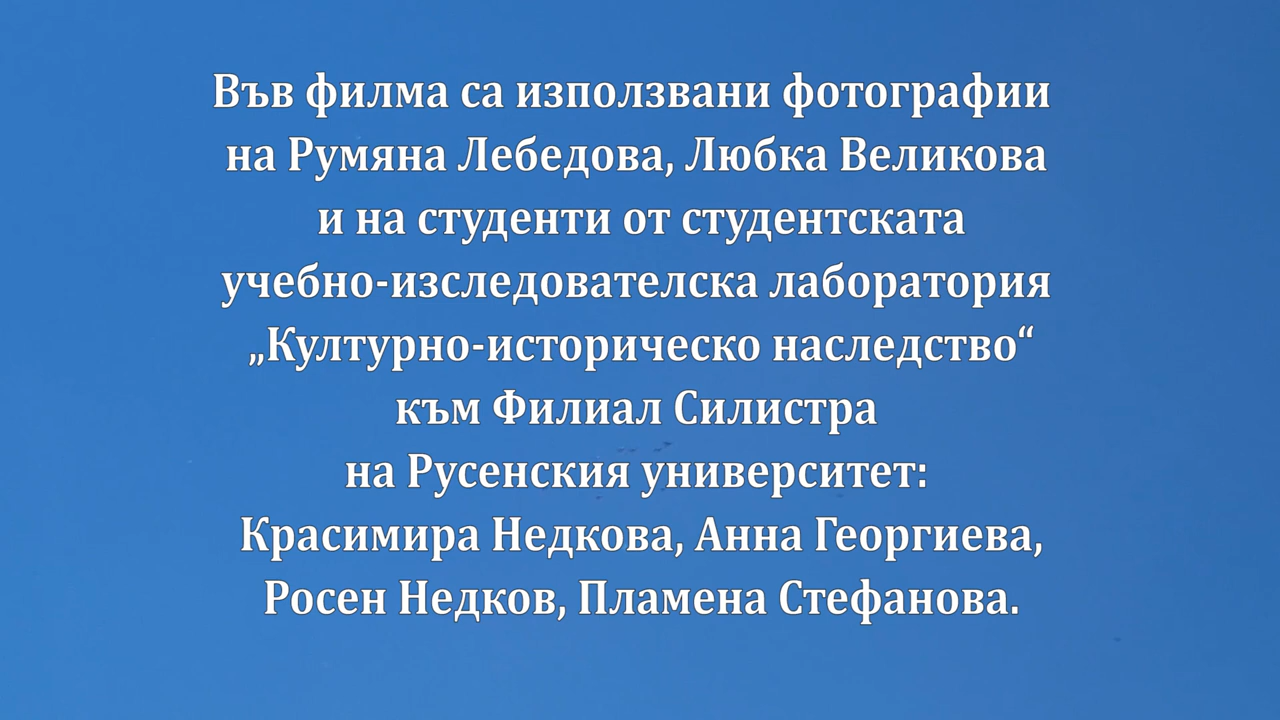 Във филма са използвани фотографии
на Румяна Лебедова, Любка Великова
и на студенти от студентската
учебно-изследователска лаборатория
„Културно-историческо наследство“
към Филиал Силистра
на Русенския университет:
Красимира Недкова, Анна Георгиева,
Росен Недков, Пламена Стефанова.